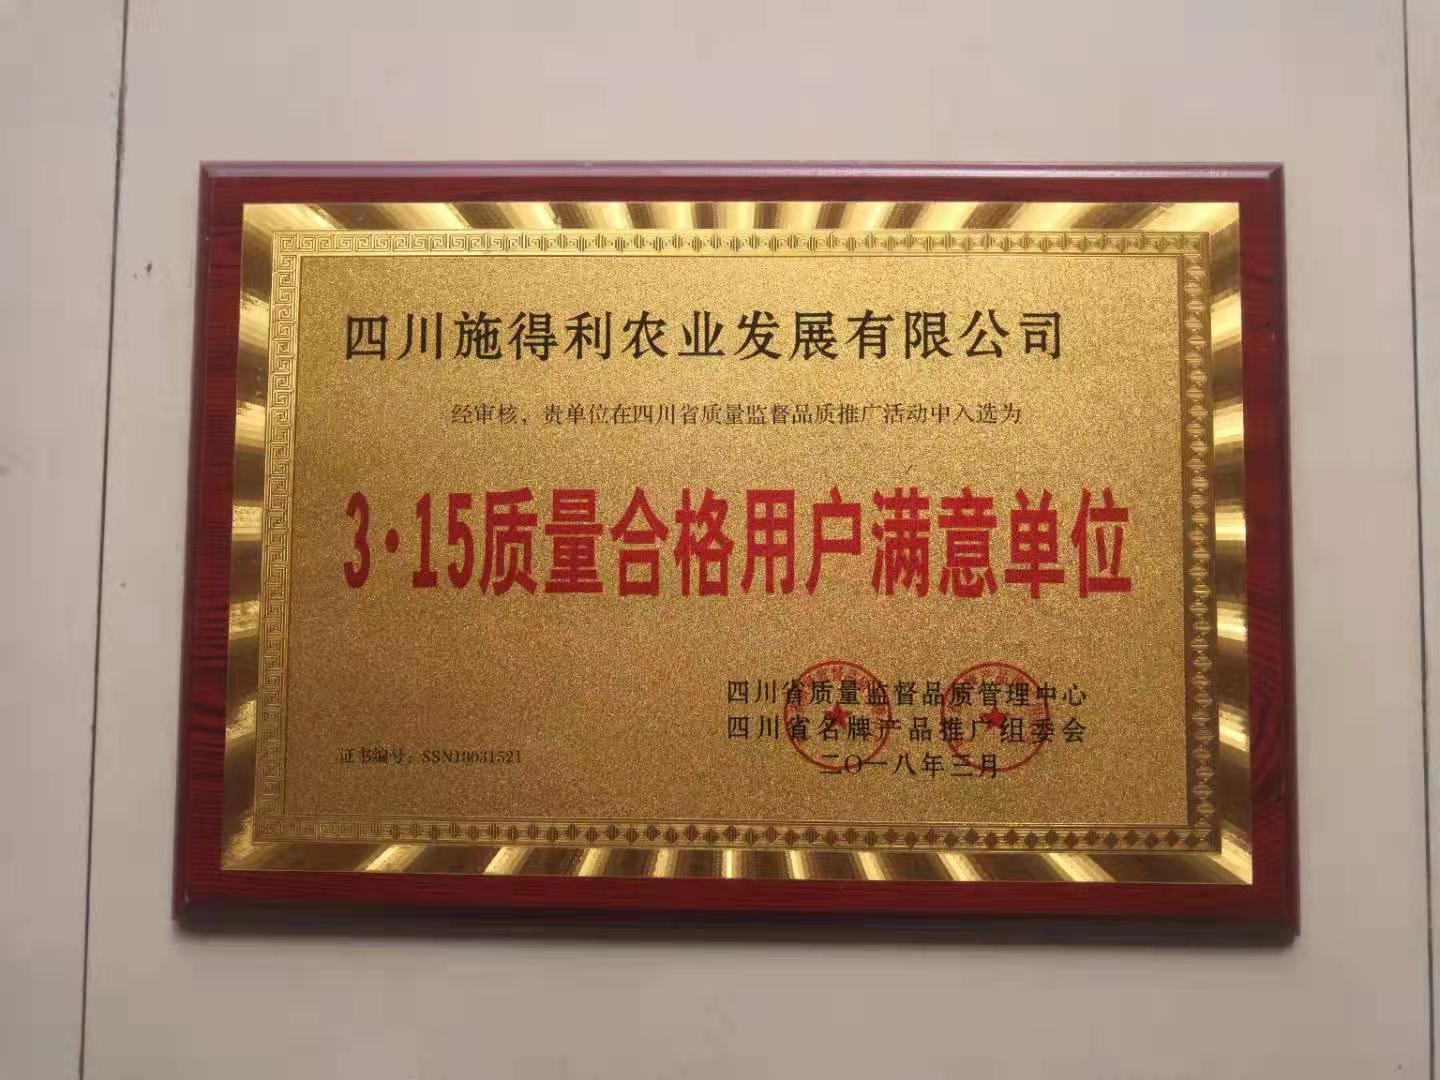 四川施得利农业发展有限公司
经审核，贵单位在四川省质量监督品质推广活动中入选为
3·15质量合格用户满意单位
四川省质量监督品质管理中心
四川省名牌产品推广组委会
二〇一八年三月
证书编号：SSN18031521